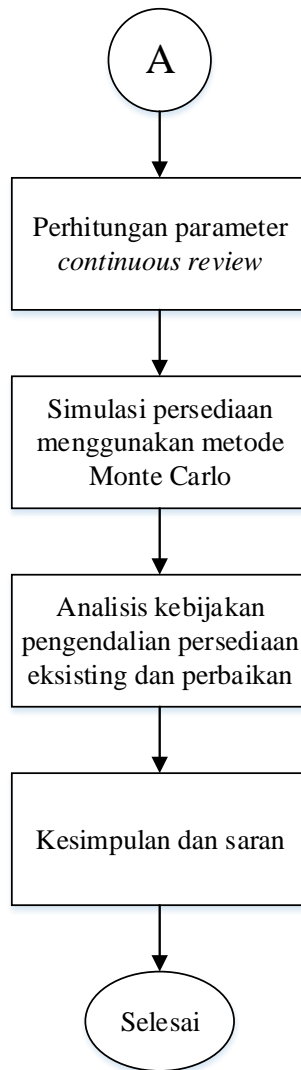 A
Perhitungan parameter
continuous review
Simulasi persediaan
menggunakan metode
Monte Carlo
Analisis kebijakan
pengendalian persediaan
eksisting dan perbaikan
Kesimpulan dan saran
Selesai